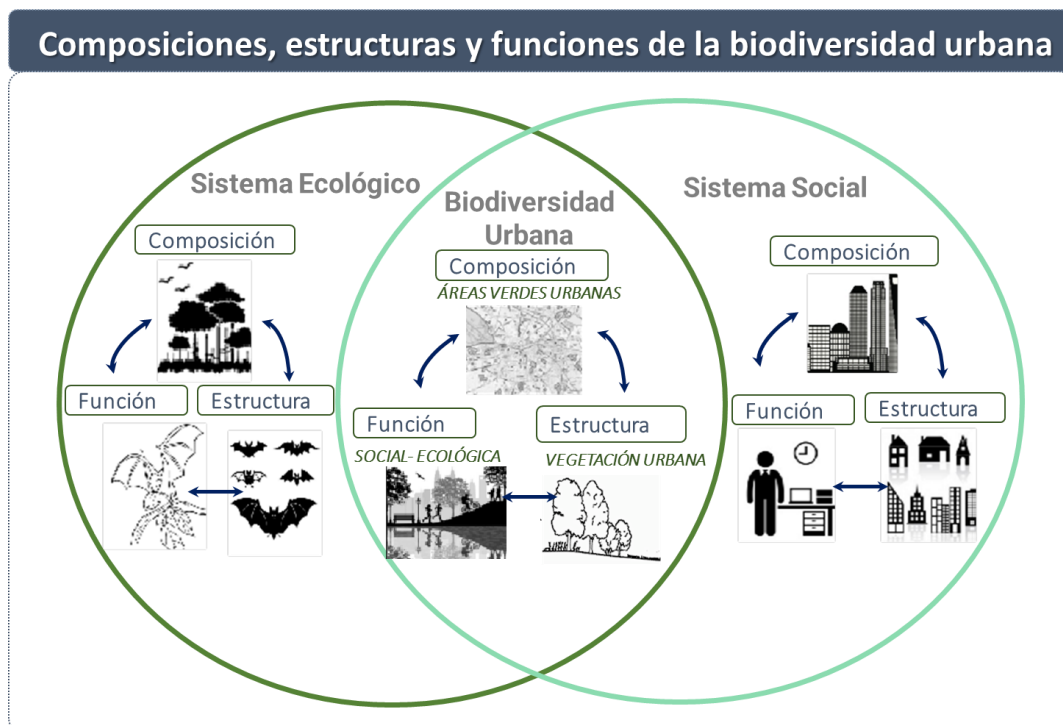 Composiciones, estructuras y funciones de la biodiversidad urbana
Sistema Ecológico
Composición
Función
Estructura
Biodiversidad
Urbana
Composición
ÁREAS VERDES URBANAS
Función
SOCIAL- ECOLÓGICA
Estructura
VEGETACIÓN URBANA
Sistema Social
Composición
Función
Estructura